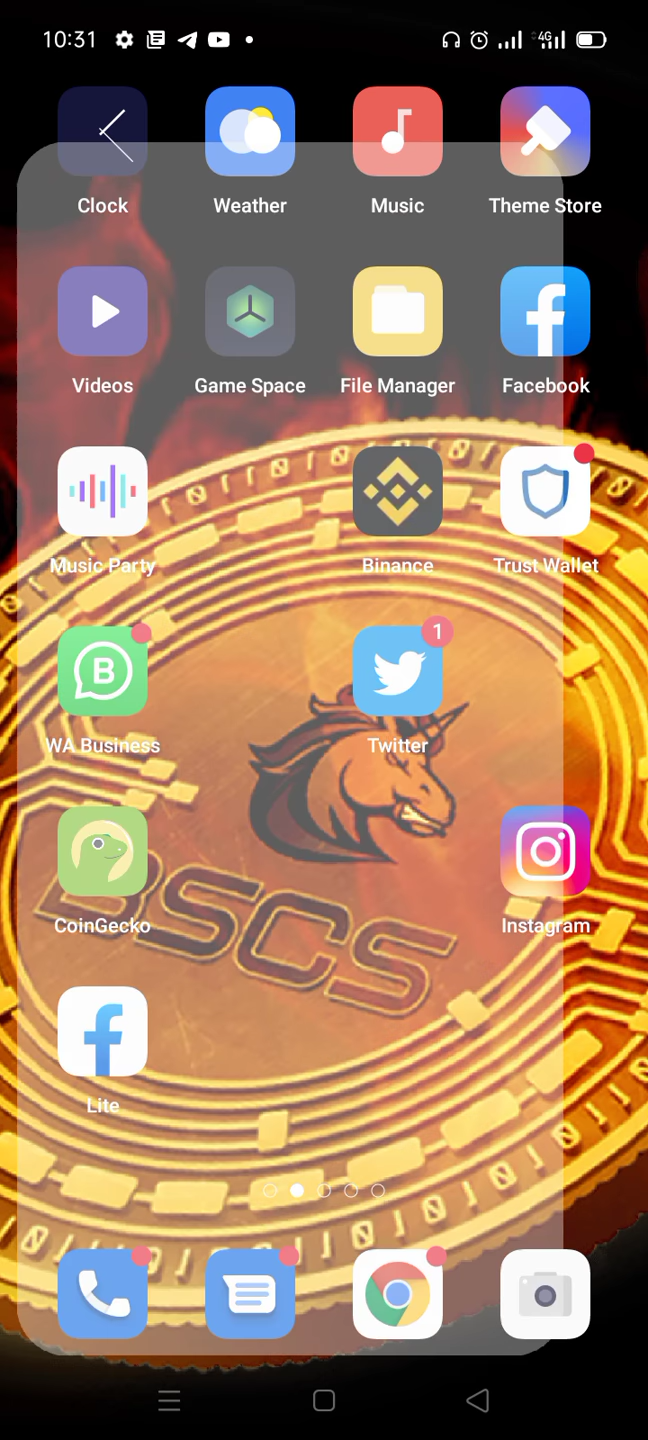 10:31
4G
Clock
Weather
Music
Theme Store
Videos
Game Space
File Manager
Facebook
Music Party
Binance
Trust Wallet
B
1
WA Business
Twitter
CoinGecko
BSCS
Instagram
Lite